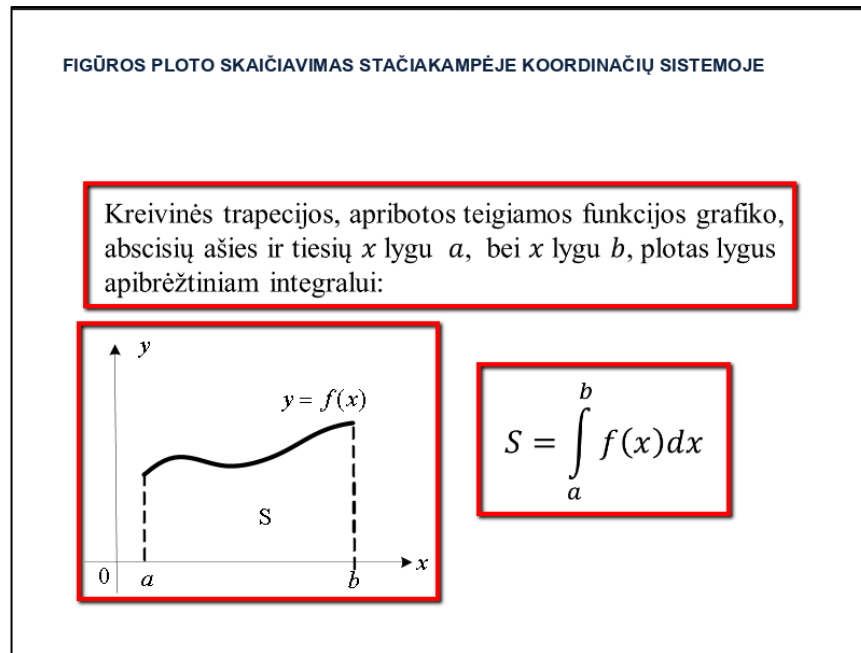 FIGŪROS PLOTO SKAIČIAVIMAS STAČIAKAMPĖJE KOORDINAČIŲ SISTEMOJE
Kreivinės trapecijos, apribotos teigiamos funkcijos grafiko,
abscisių ašies ir tiesių x lygu a, bei x lygu b, plotas lygus
apibrėžtiniam integralui:
y
y = f(x)
S
0 a b x
b
S = ∫ f(x)dx
a